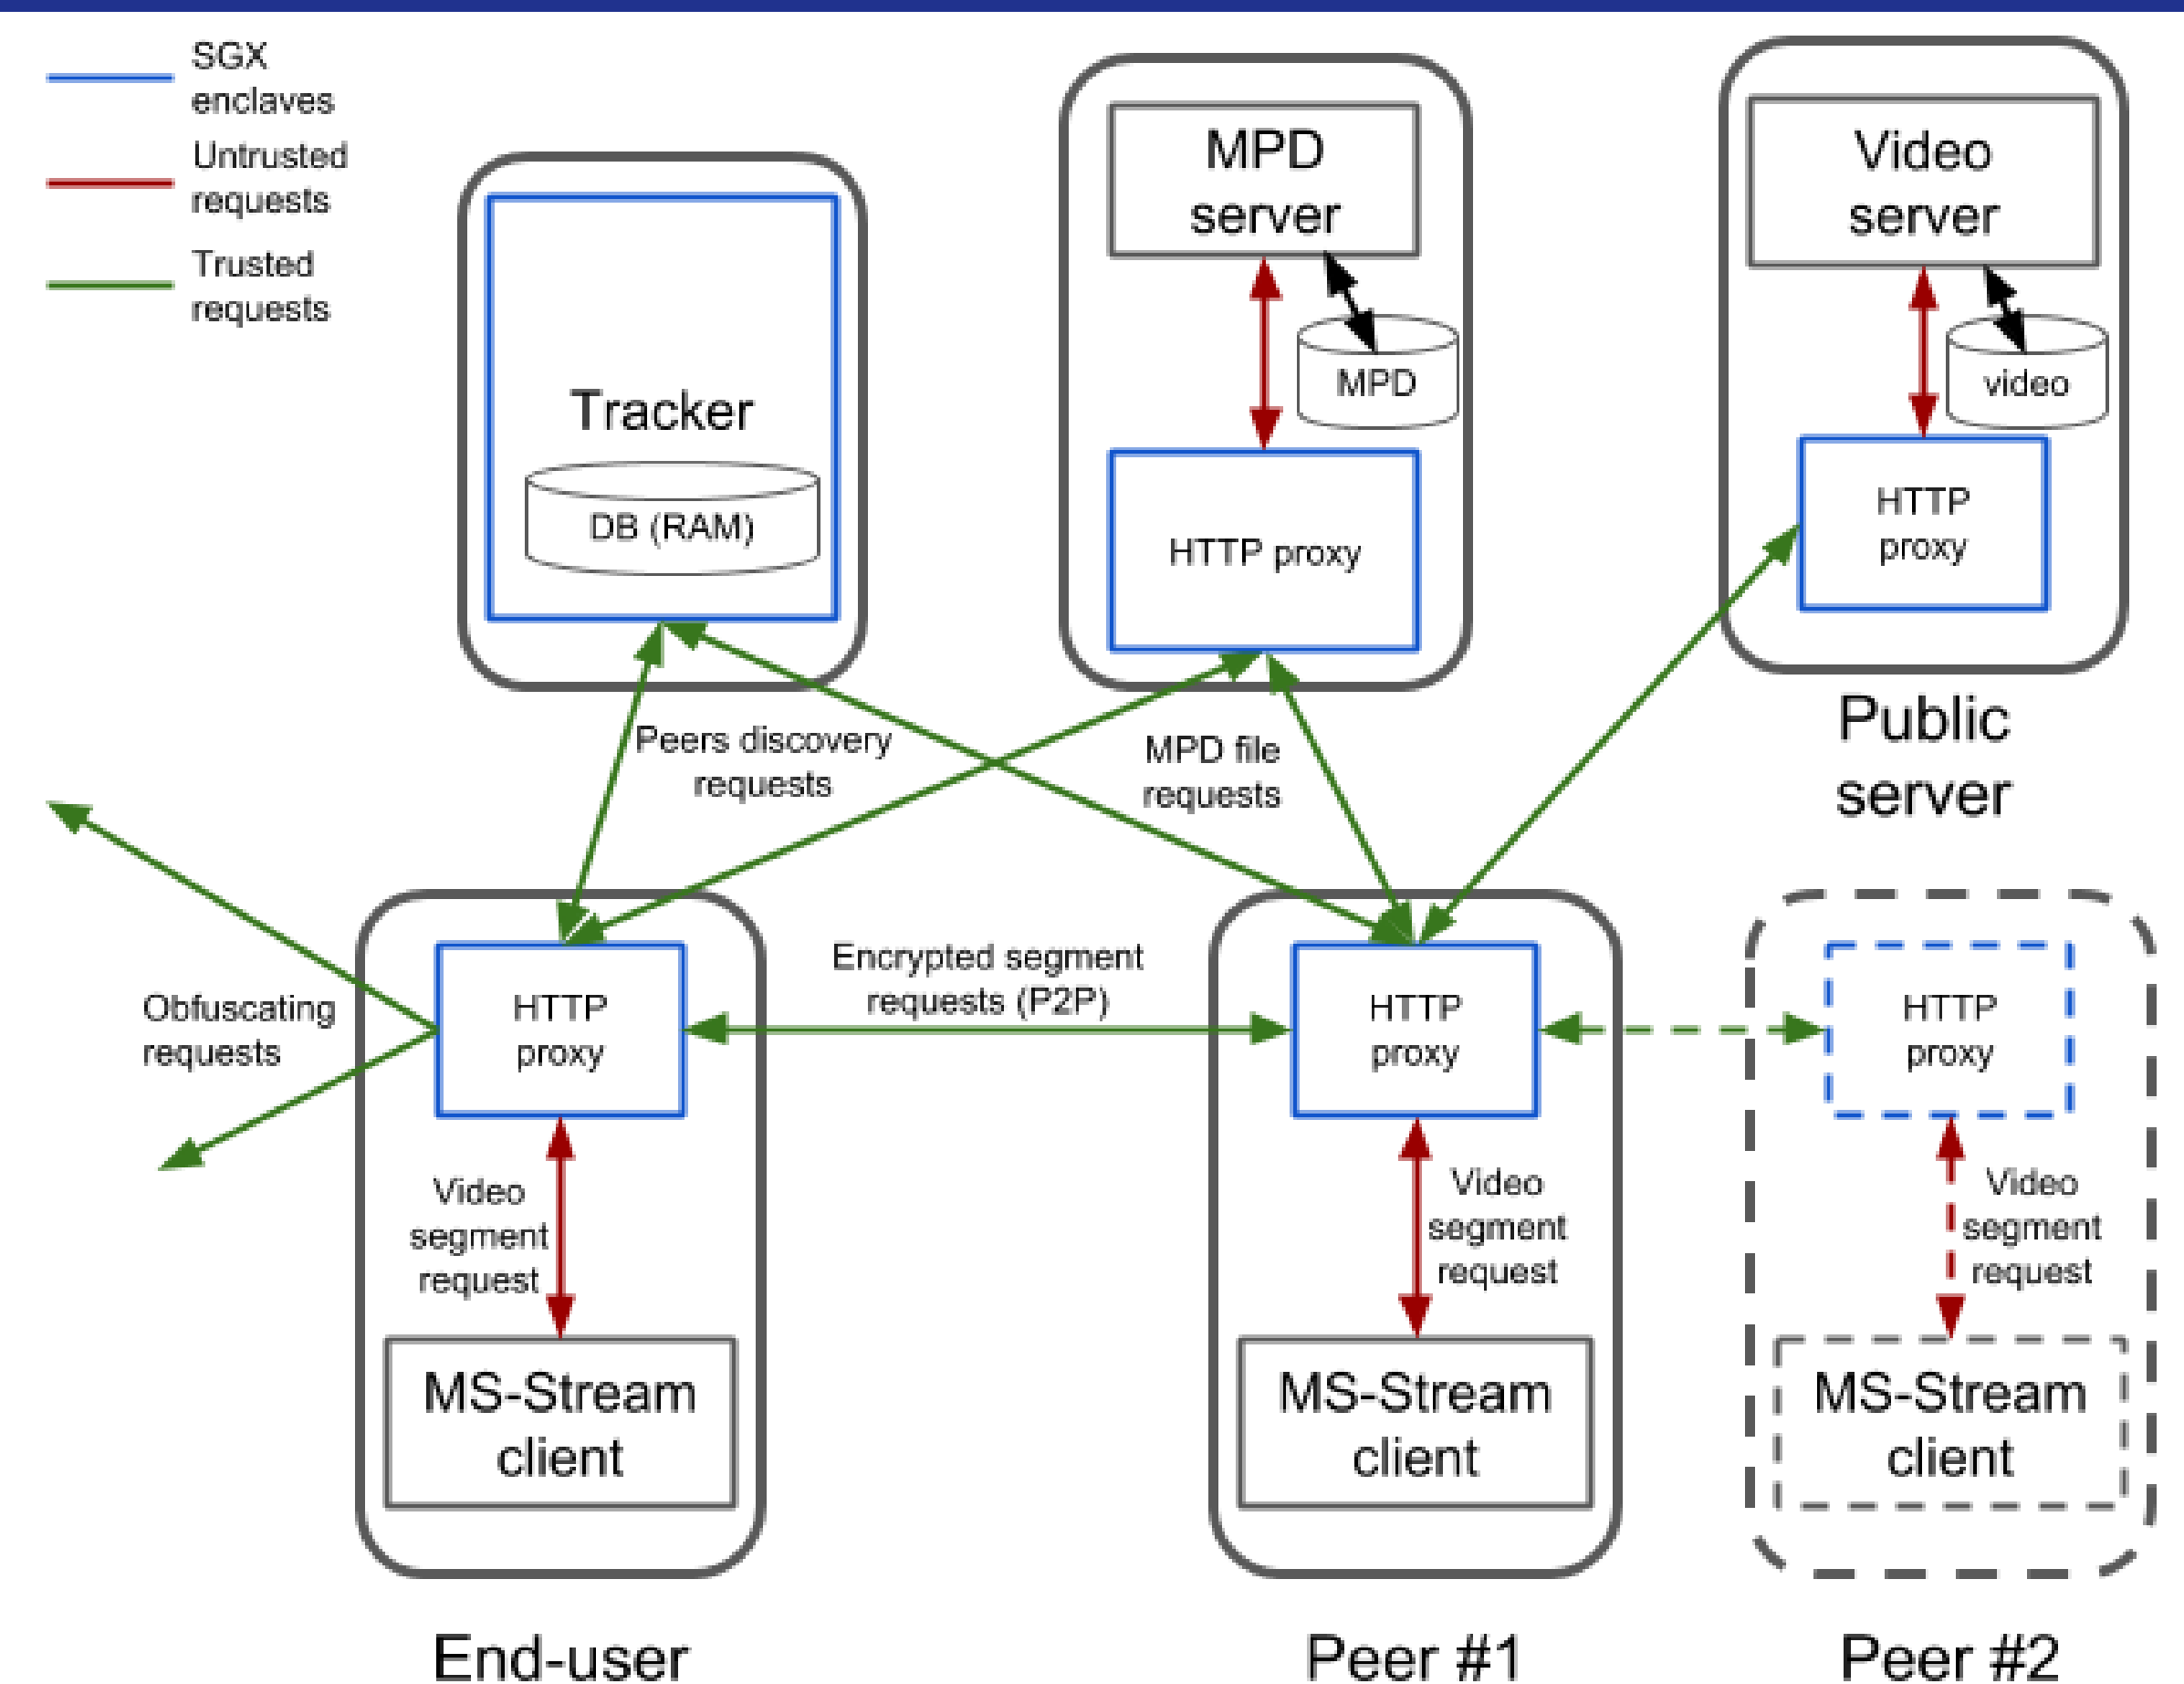 SGX
enclaves
Untrusted
requests
Trusted
requests
MPD
server
Video
server
Tracker
DB (RAM)
MPD
video
HTTP proxy
HTTP
proxy
Public
server
Peers discovery
requests
MPD file
requests
Obfuscating
requests
HTTP
proxy
Encrypted segment
requests (P2P)
HTTP
proxy
HTTP
proxy
Video
segment
request
Video
segment
request
Video
segment
request
MS-Stream
client
MS-Stream
client
MS-Stream
client
End-user
Peer #1
Peer #2